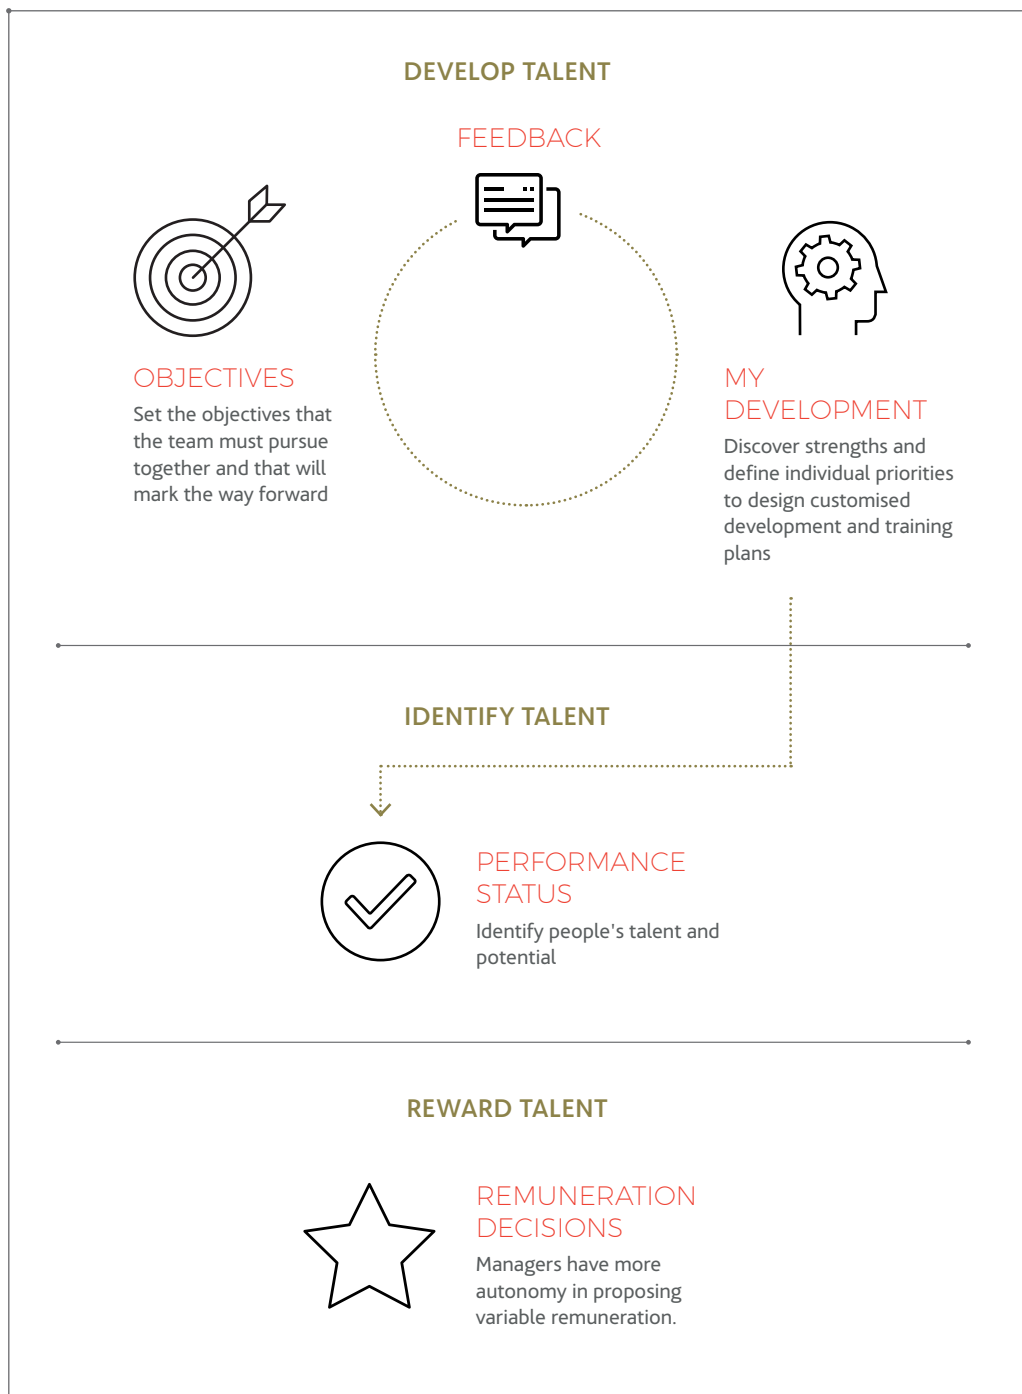 DEVELOP TALENT
FEEDBACK
OBJECTIVES
Set the objectives that
the team must pursue
together and that will
mark the way forward
MY
DEVELOPMENT
Discover strengths and
define individual priorities
to design customised
development and training
plans
IDENTIFY TALENT
PERFORMANCE
STATUS
Identify people's talent and
potential
REWARD TALENT
REMUNERATION
DECISIONS
Managers have more
autonomy in proposing
variable remuneration.